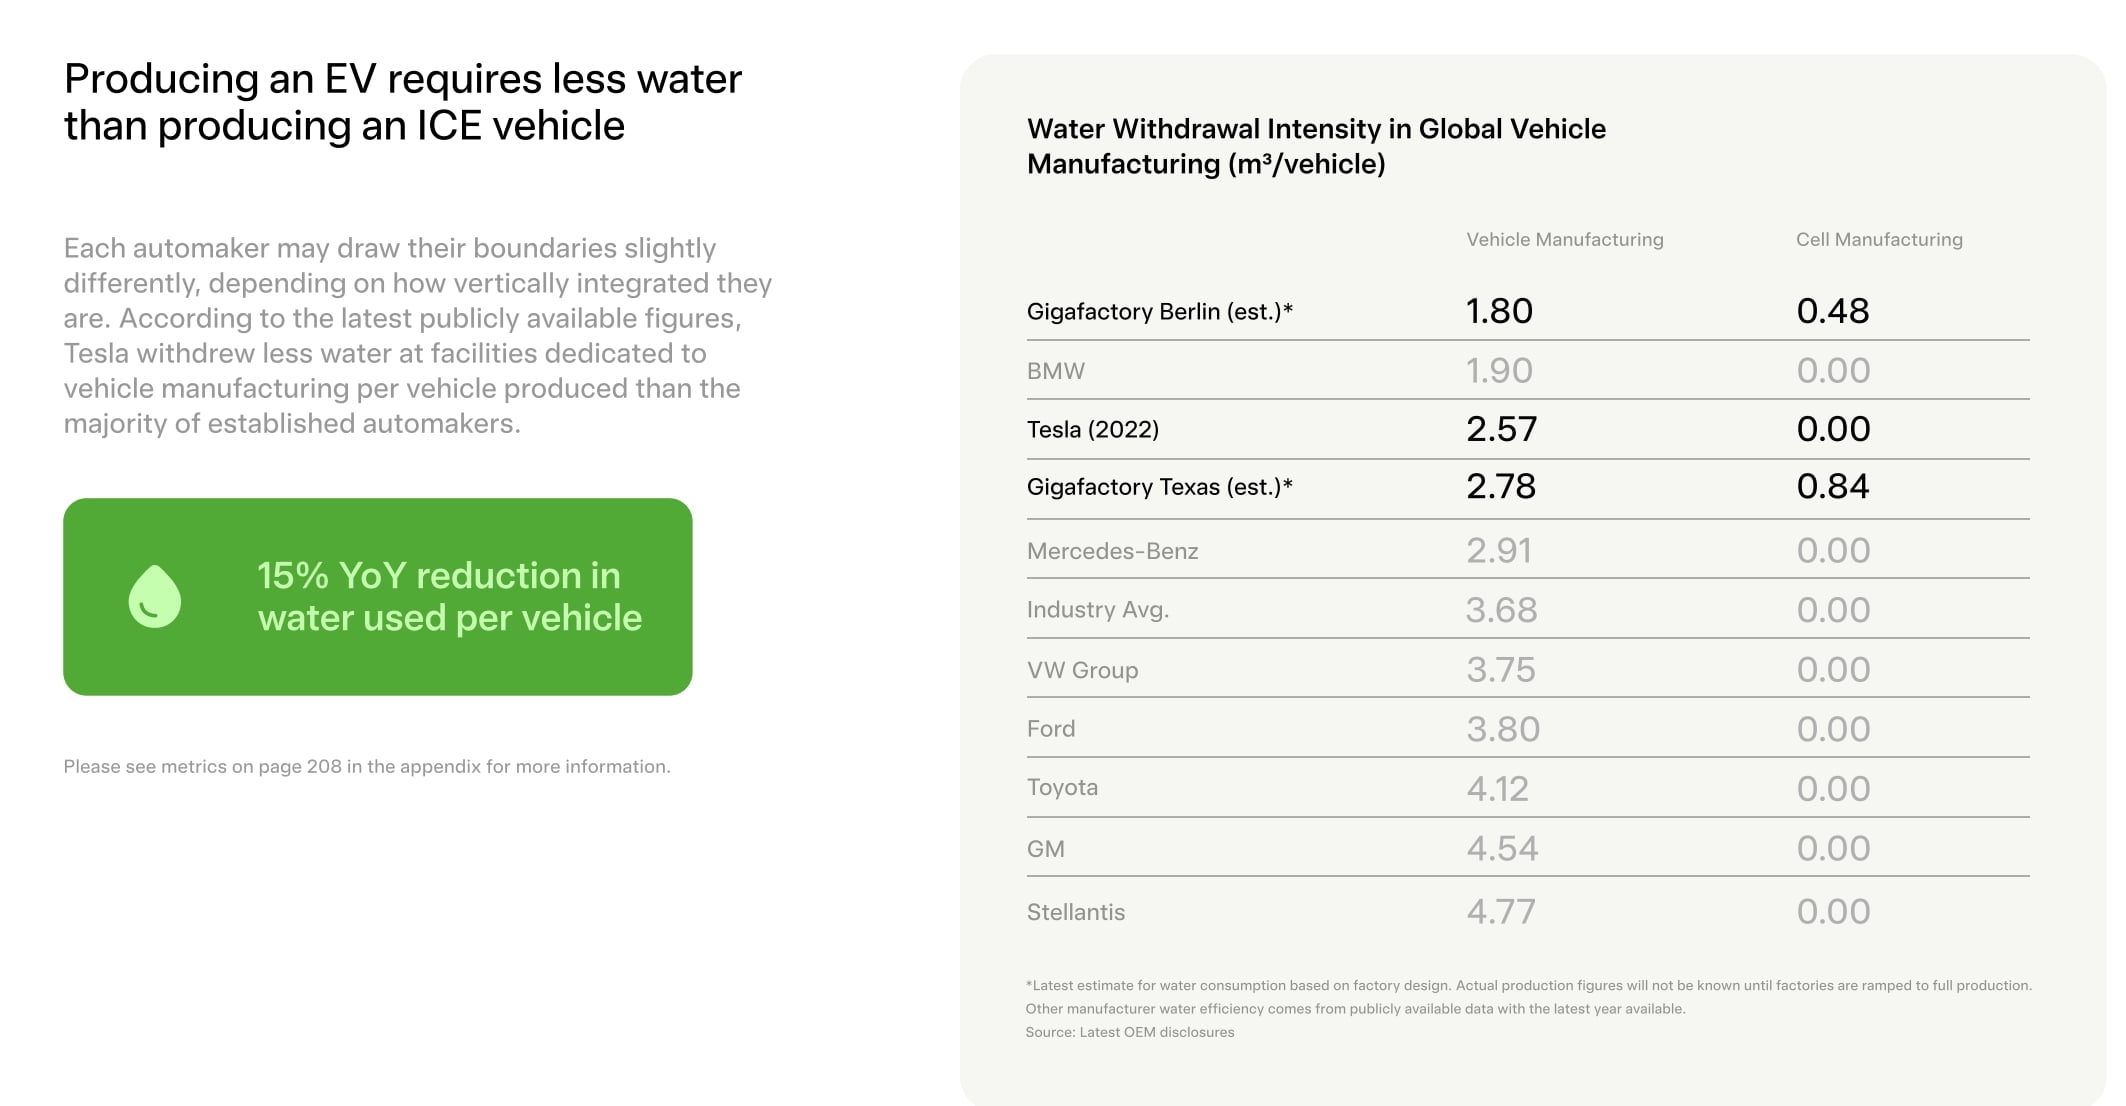 Producing an EV requires less water
than producing an ICE vehicle
Each automaker may draw their boundaries slightly
differently, depending on how vertically integrated they
are. According to the latest publicly available figures,
Tesla withdrew less water at facilities dedicated to
vehicle manufacturing per vehicle produced than the
majority of established automakers.
15% YoY reduction in
water used per vehicle
Please see metrics on page 208 in the appendix for more information.
Water Withdrawal Intensity in Global Vehicle
Manufacturing (m³/vehicle)
Vehicle Manufacturing Cell Manufacturing
Gigafactory Berlin (est.)* 1.80 0.48
BMW 1.90 0.00
Tesla (2022) 2.57 0.00
Gigafactory Texas (est.)* 2.78 0.84
Mercedes-Benz 2.91 0.00
Industry Avg. 3.68 0.00
VW Group 3.75 0.00
Ford 3.80 0.00
Toyota 4.12 0.00
GM 4.54 0.00
Stellantis 4.77 0.00
*Latest estimate for water consumption based on factory design. Actual production figures will not be known until factories are ramped to full production.
Other manufacturer water efficiency comes from publicly available data with the latest year available.
Source: Latest OEM disclosures